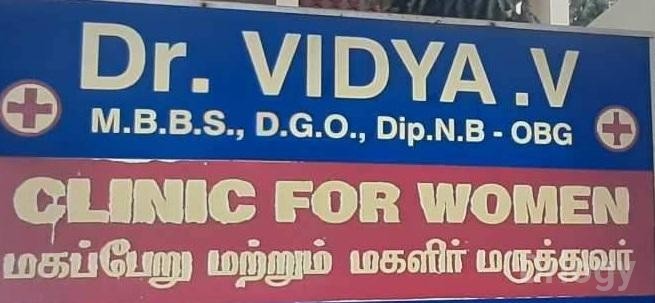 Dr. VIDYA .V
M.B.B.S., D.G.O., Dip.N.B - OBG
CLINIC FOR WOMEN
மகப்பேறு மற்றும் மகளிர் மருத்துவர்